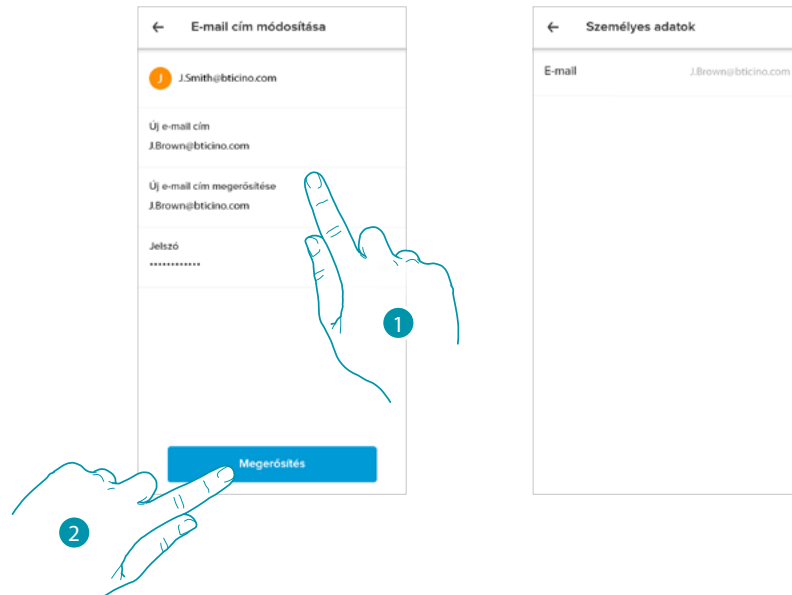 ← E-mail cím módosítása
J J.Smith@bticino.com
Új e-mail cím
J.Brown@bticino.com
Új e-mail cím megerősítése
J.Brown@bticino.com
Jelszó
••••••••••••
1
Megerősítés
2
← Személyes adatok
E-mail J.Brown@bticino.com